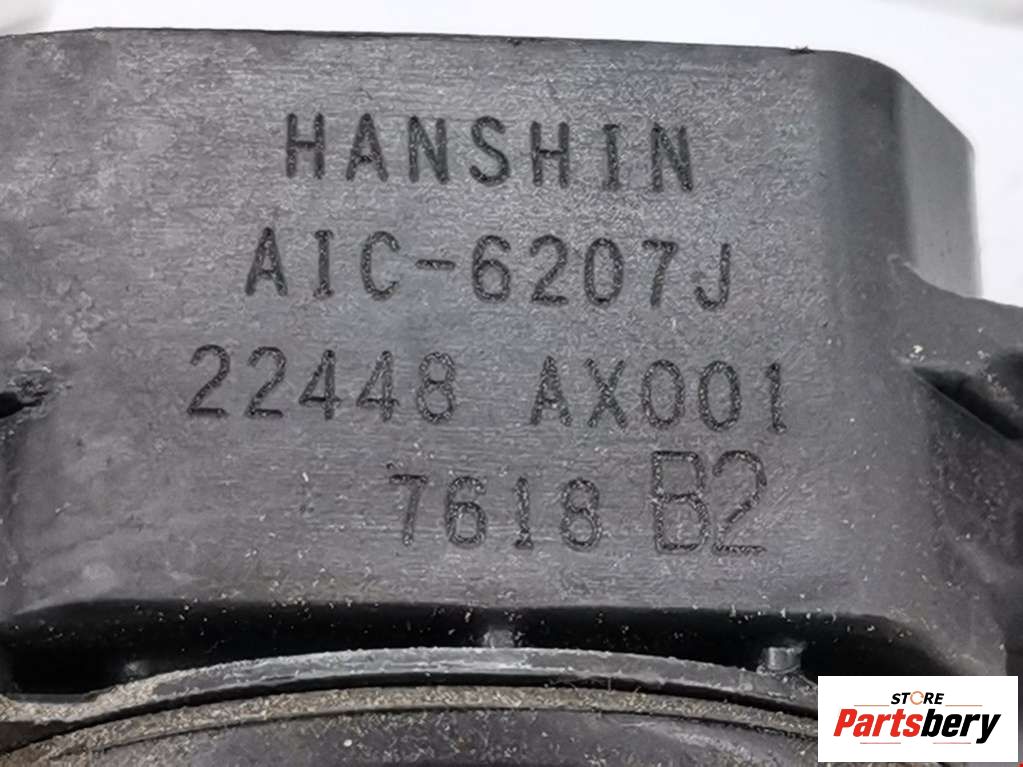 HANSHIN
AIC-6207J
22448 AX001
7618 B2
STORE
Partsbery